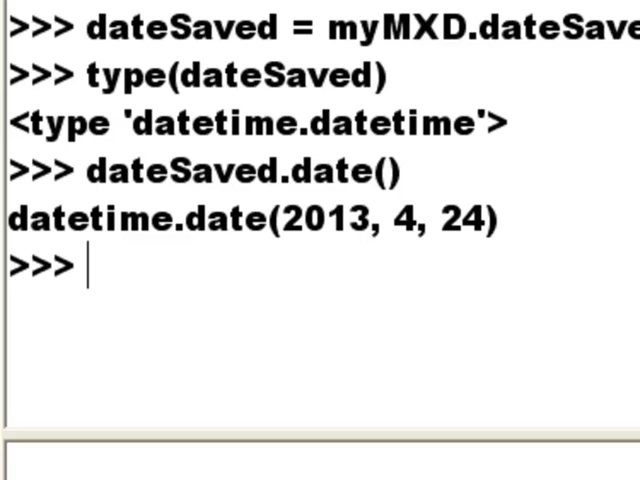 >>> dateSaved = myMXD.dateSave
>>> type(dateSaved)
<type 'datetime.datetime'>
>>> dateSaved.date()
datetime.date(2013, 4, 24)
>>>